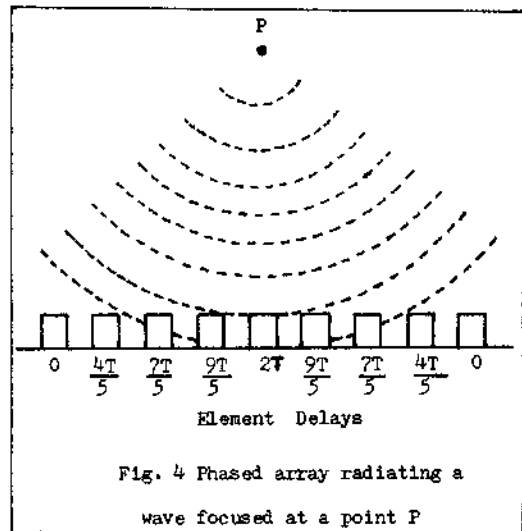 P
0 4T/5 7T/5 9T/5 2T 9T/5 7T/5 4T/5 0
Element Delays
Fig. 4 Phased array radiating a
wave focused at a point P